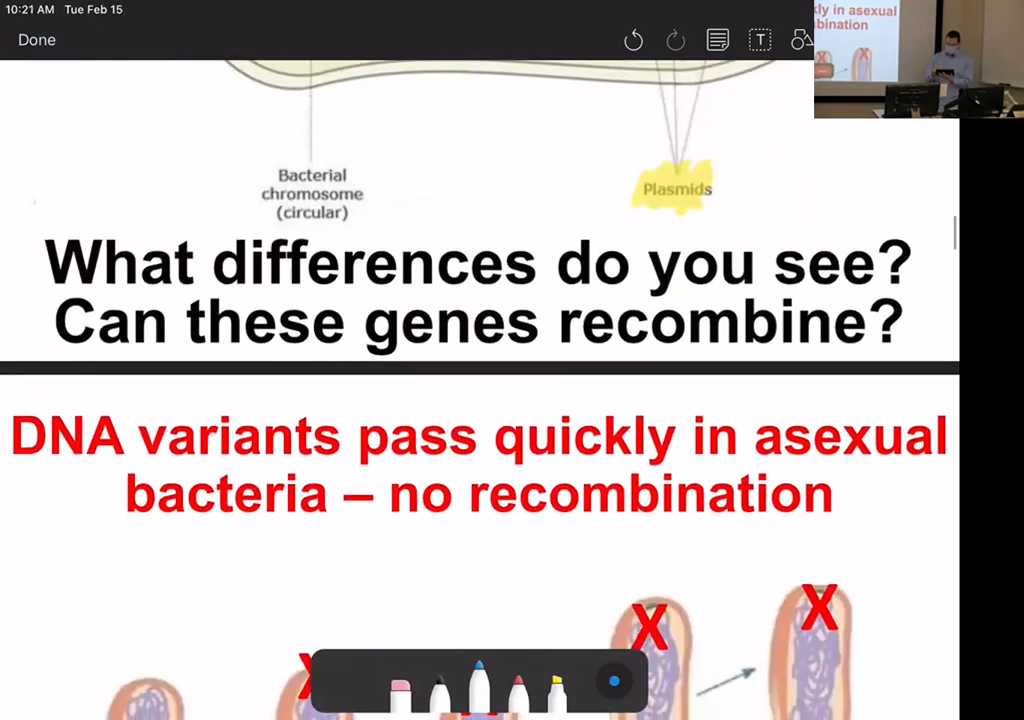 10:21 AM Tue Feb 15
Done
T
kly in asexual
bination
X X
Bacterial
chromosome
(circular)
Plasmids
What differences do you see?
Can these genes recombine?
DNA variants pass quickly in asexual
bacteria – no recombination
X
X
X